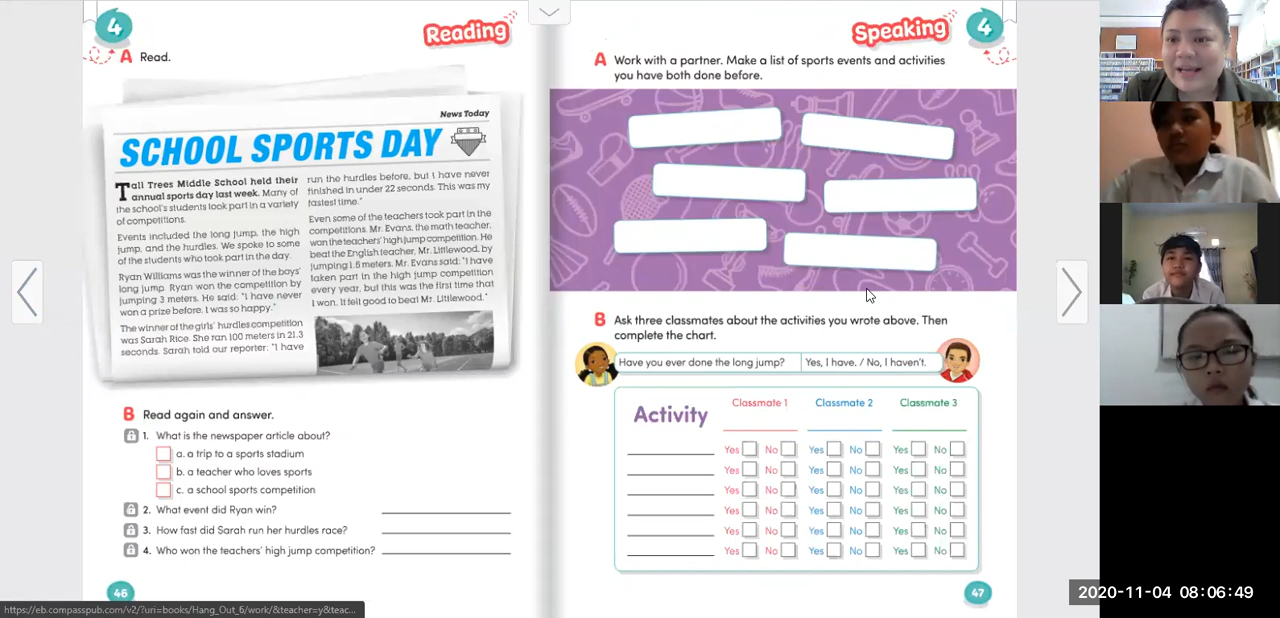 4
Reading
A Read.
News Today
SCHOOL SPORTS DAY
Tall Trees Middle School held their
annual sports day last week. Many of
the school's students took part in a variety
of competitions.
Events included the long jump, the high
jump, and the hurdles. We spoke to some
of the students who took part in the day.
Ryan Williams was the winner of the boys'
long jump. Ryan won the competition by
jumping 3 meters. He said: "I have never
won a prize before. I was so happy."
The winner of the girls' hurdles competition
was Sarah Rice. She ran 100 meters in 21.3
seconds. Sarah told our reporter: "I have
run the hurdles before, but I have never
finished in under 22 seconds. This was my
fastest time."
Even some of the teachers took part in the
competitions. Mr. Evans, the math teacher,
won the teachers' high jump competition. He
beat the English teacher, Mr. Littlewood, by
jumping 1.5 meters. Mr. Evans said: "I have
taken part in the high jump competition
every year, but this was the first time that
I won. It felt good to beat Mr. Littlewood."
B Read again and answer.
1. What is the newspaper article about?
a. a trip to a sports stadium
b. a teacher who loves sports
c. a school sports competition
2. What event did Ryan win?
3. How fast did Sarah run her hurdles race?
4. Who won the teachers' high jump competition?
46
https://eb.compasspub.com/v2/?uri=books/Hang_Out_6/work/&teacher=y&teac...
Speaking
4
A Work with a partner. Make a list of sports events and activities
you have both done before.
B Ask three classmates about the activities you wrote above. Then
complete the chart.
Have you ever done the long jump? Yes, I have. / No, I haven't.
Activity Classmate 1 Classmate 2 Classmate 3
Yes No Yes No Yes No
Yes No Yes No Yes No
Yes No Yes No Yes No
Yes No Yes No Yes No
Yes No Yes No Yes No
Yes No Yes No Yes No
47
2020-11-04 08:06:49